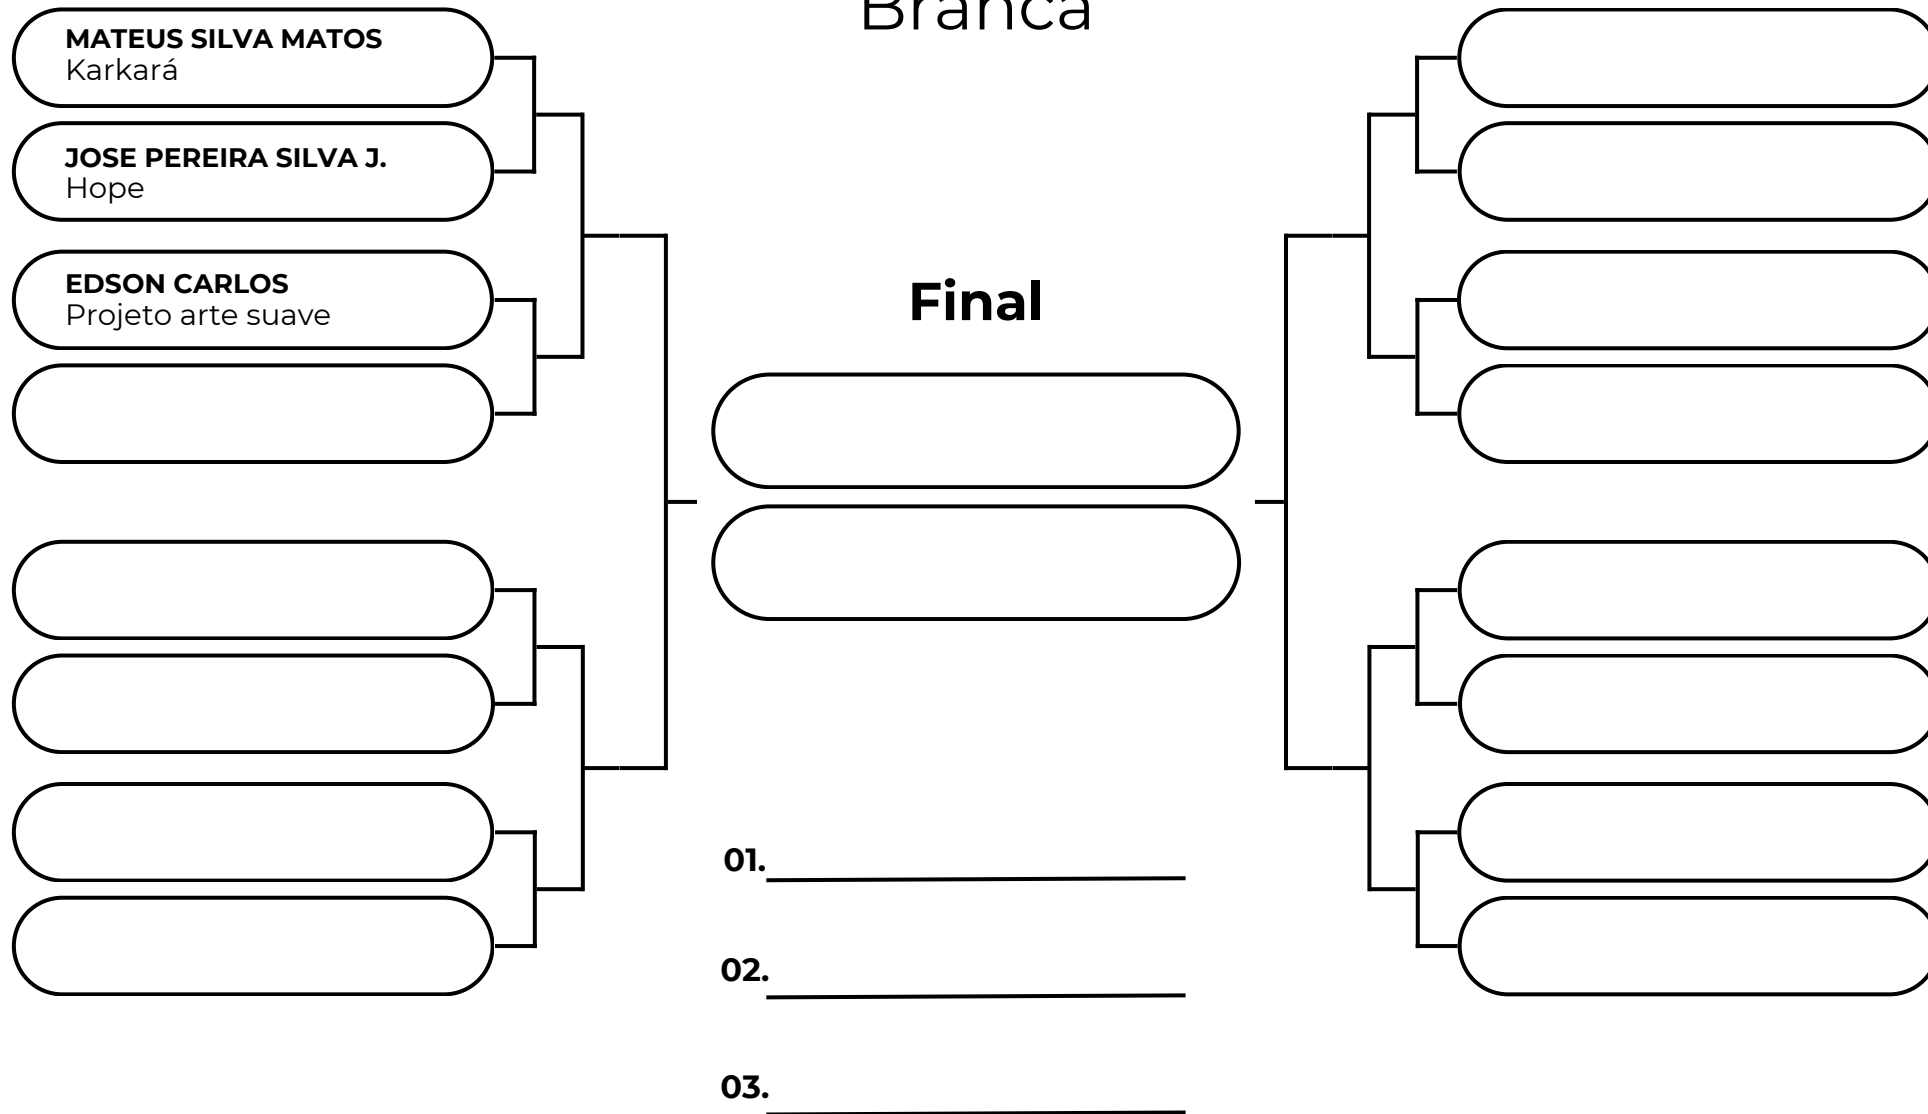 Branca
MATEUS SILVA MATOS
Karkará
JOSE PEREIRA SILVA J.
Hope
EDSON CARLOS
Projeto arte suave
Final
01.
02.
03.